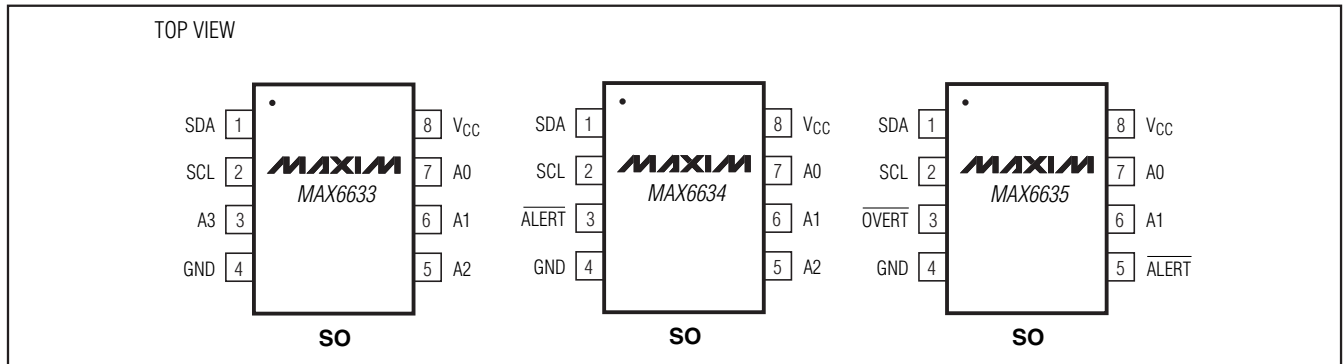 TOP VIEW
SDA 1
SCL 2
A3 3
GND 4
MAXIM
MAX6633
8 VCC
7 A0
6 A1
5 A2
SO
SDA 1
SCL 2
ALERT 3
GND 4
MAXIM
MAX6634
8 VCC
7 A0
6 A1
5 A2
SO
SDA 1
SCL 2
OVERT 3
GND 4
MAXIM
MAX6635
8 VCC
7 A0
6 A1
5 ALERT
SO